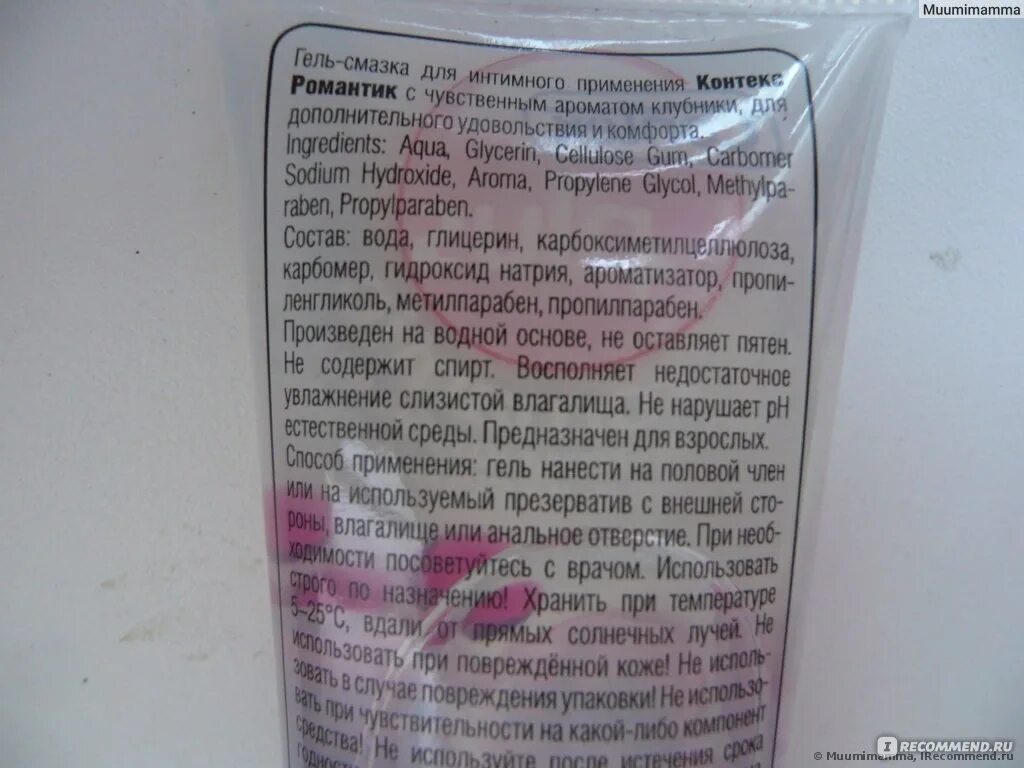 Muumimamma
Гель-смазка для интимного применения Контекс
Романтик с чувственным ароматом клубники, для
дополнительного удовольствия и комфорта.
Ingredients: Aqua, Glycerin, Cellulose Gum, Carbomer
Sodium Hydroxide, Aroma, Propylene Glycol, Methylpa-
raben, Propylparaben.
Состав: вода, глицерин, карбоксиметилцеллюлоза,
карбомер, гидроксид натрия, ароматизатор, пропи-
ленгликоль, метилпарабен, пропилпарабен.
Произведен на водной основе, не оставляет пятен.
Не содержит спирт. Восполняет недостаточное
увлажнение слизистой влагалища. Не нарушает pH
естественной среды. Предназначен для взрослых.
Способ применения: гель нанести на половой член
или на используемый презерватив с внешней сто-
роны, влагалище или анальное отверстие. При необ-
ходимости посоветуйтесь с врачом. Использовать
строго по назначению! Хранить при температуре
5–25°C, вдали от прямых солнечных лучей. Не
использовать при повреждённой коже! Не исполь-
зовать в случае повреждения упаковки! Не использо-
вать при чувствительности на какой-либо компонент
средства! Не используйте после истечения срока
годности
© Muumimamma, IRecommend.ru
IRECOMMEND.RU